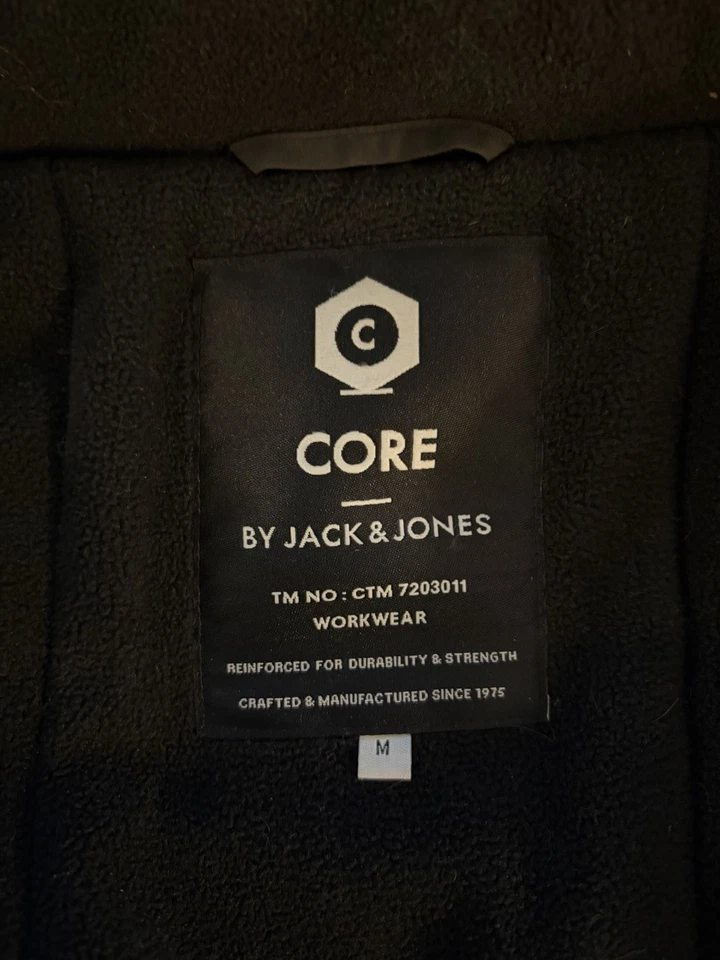 C
CORE
BY JACK & JONES
TM NO : CTM 7203011
WORKWEAR
REINFORCED FOR DURABILITY & STRENGTH
CRAFTED & MANUFACTURED SINCE 1975
M